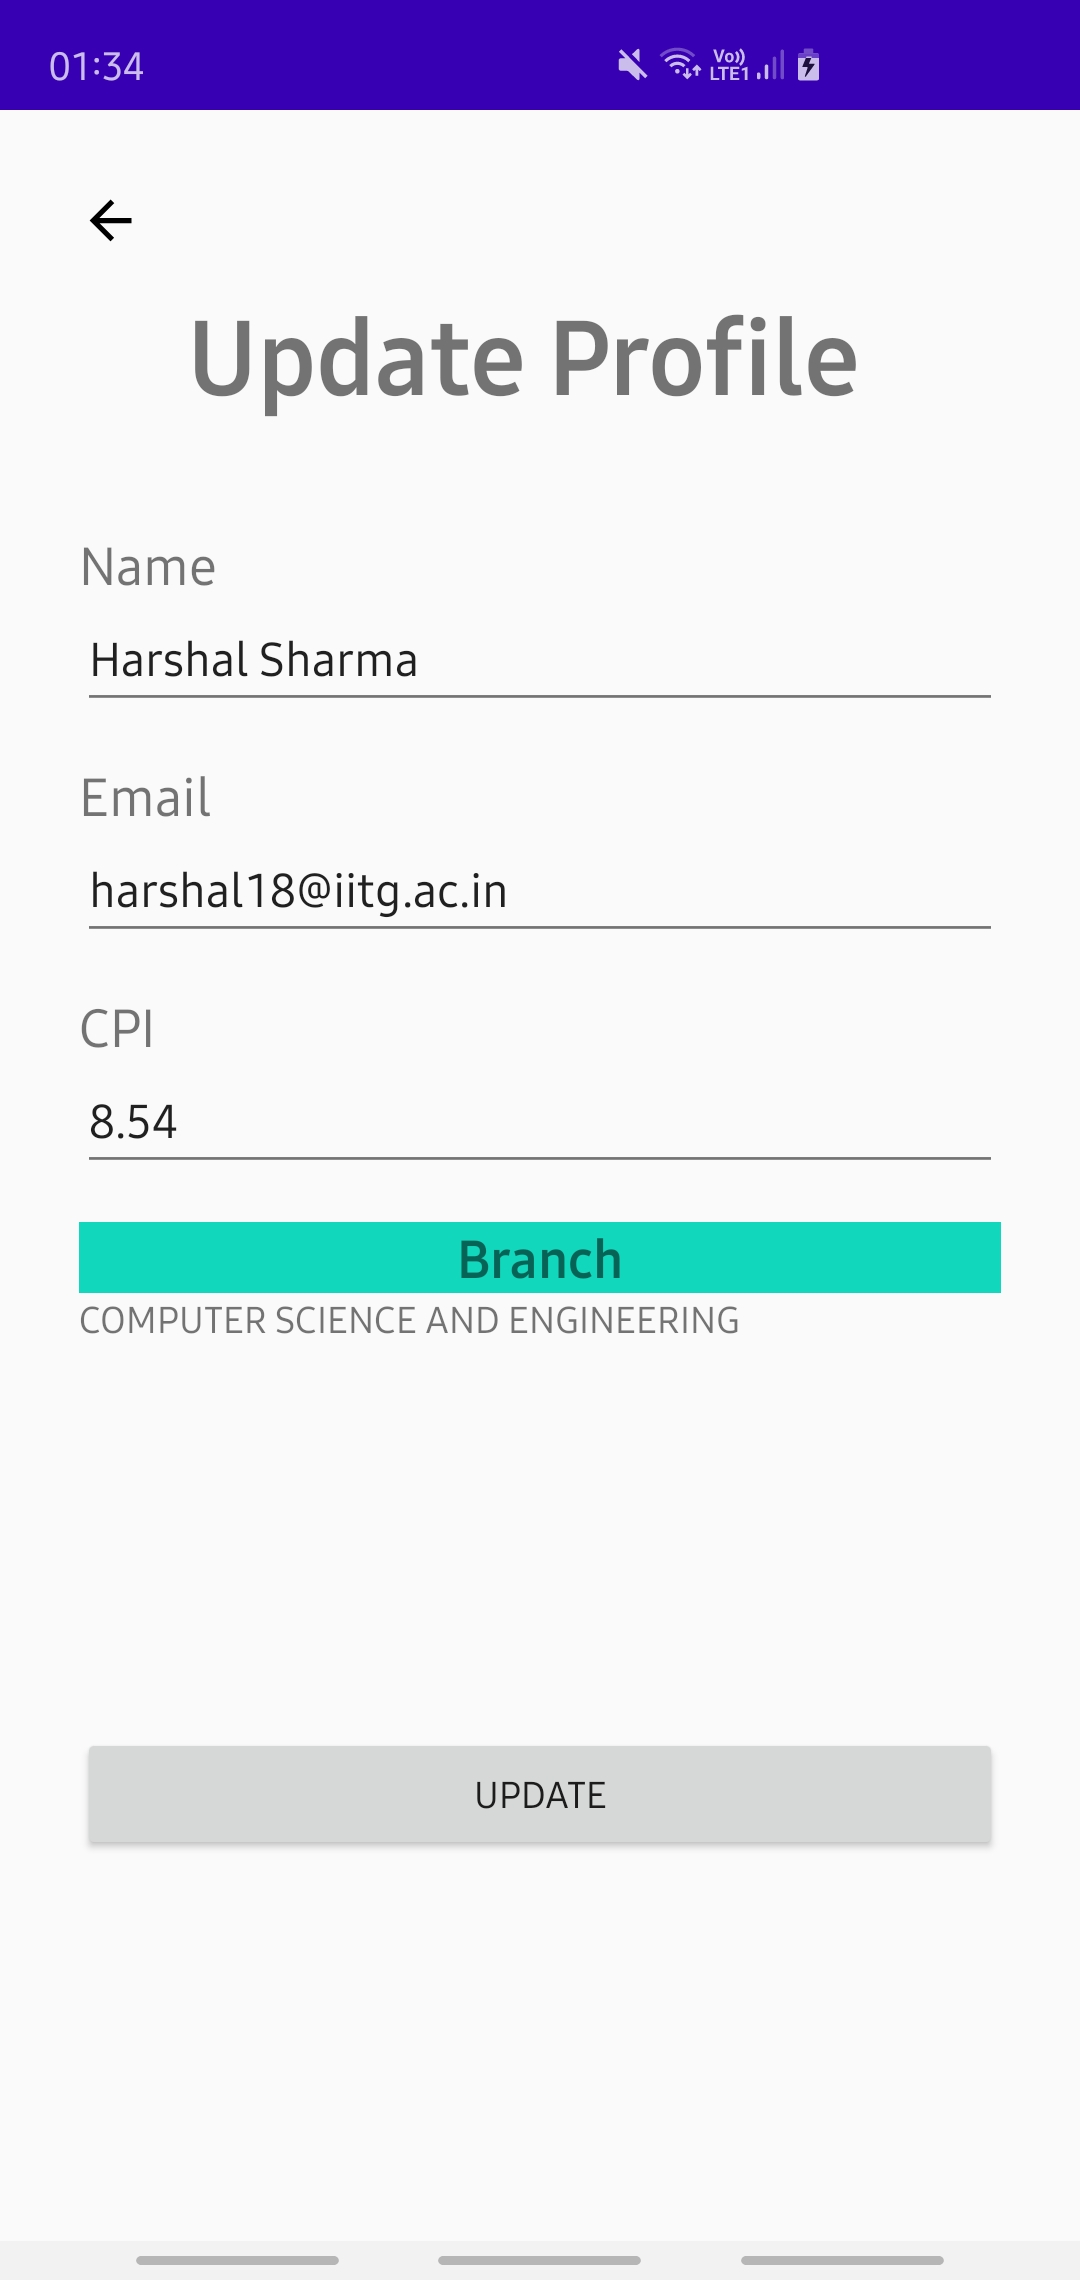 01:34
Vo))
LTE1
Update Profile
Name
Harshal Sharma
Email
harshal18@iitg.ac.in
CPI
8.54
Branch
COMPUTER SCIENCE AND ENGINEERING
UPDATE